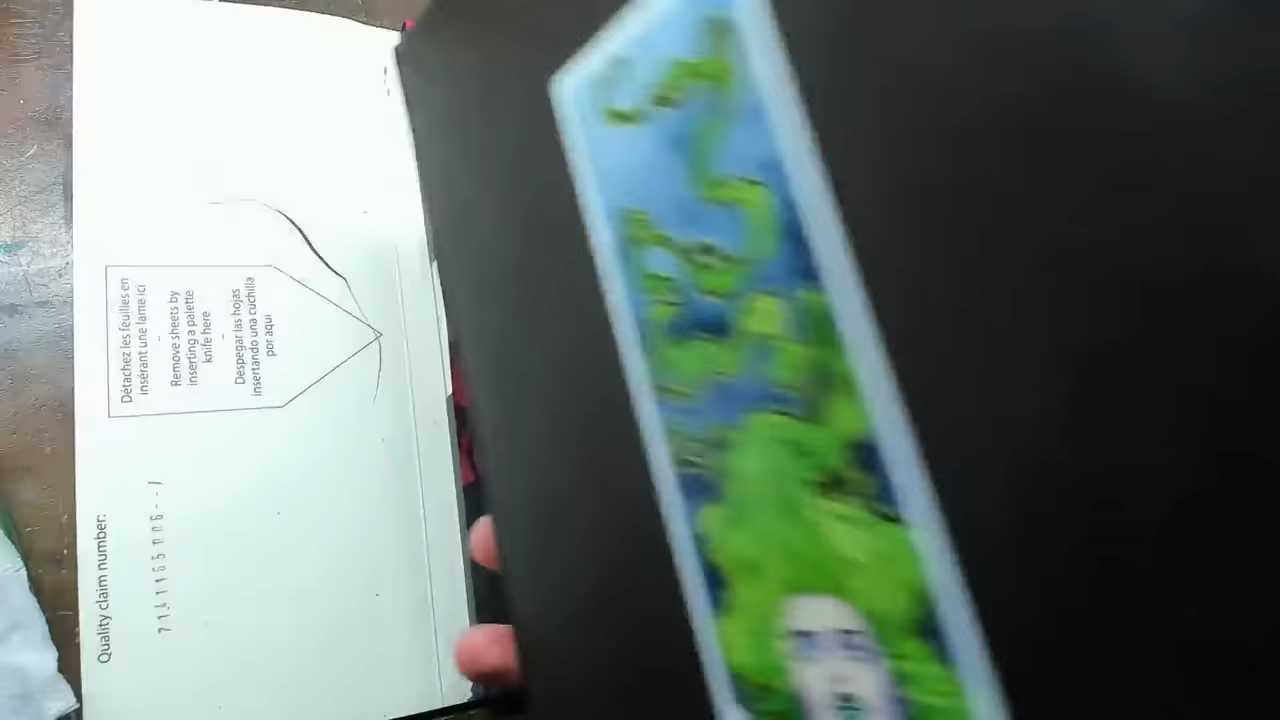 Détachez les feuilles en
insérant une lame ici
-
Remove sheets by
inserting a palette
knife here
-
Despegar las hojas
insertando una cuchilla
por aqui
Quality claim number: